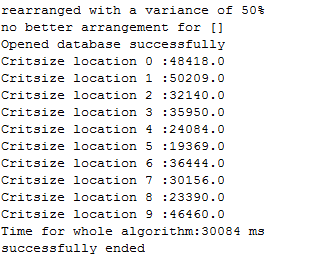 rearranged with a variance of 50%
no better arrangement for []
Opened database successfully
Critsize location 0 :48418.0
Critsize location 1 :50209.0
Critsize location 2 :32140.0
Critsize location 3 :35950.0
Critsize location 4 :24084.0
Critsize location 5 :19369.0
Critsize location 6 :36444.0
Critsize location 7 :30156.0
Critsize location 8 :23390.0
Critsize location 9 :46460.0
Time for whole algorithm:30084 ms
successfully ended